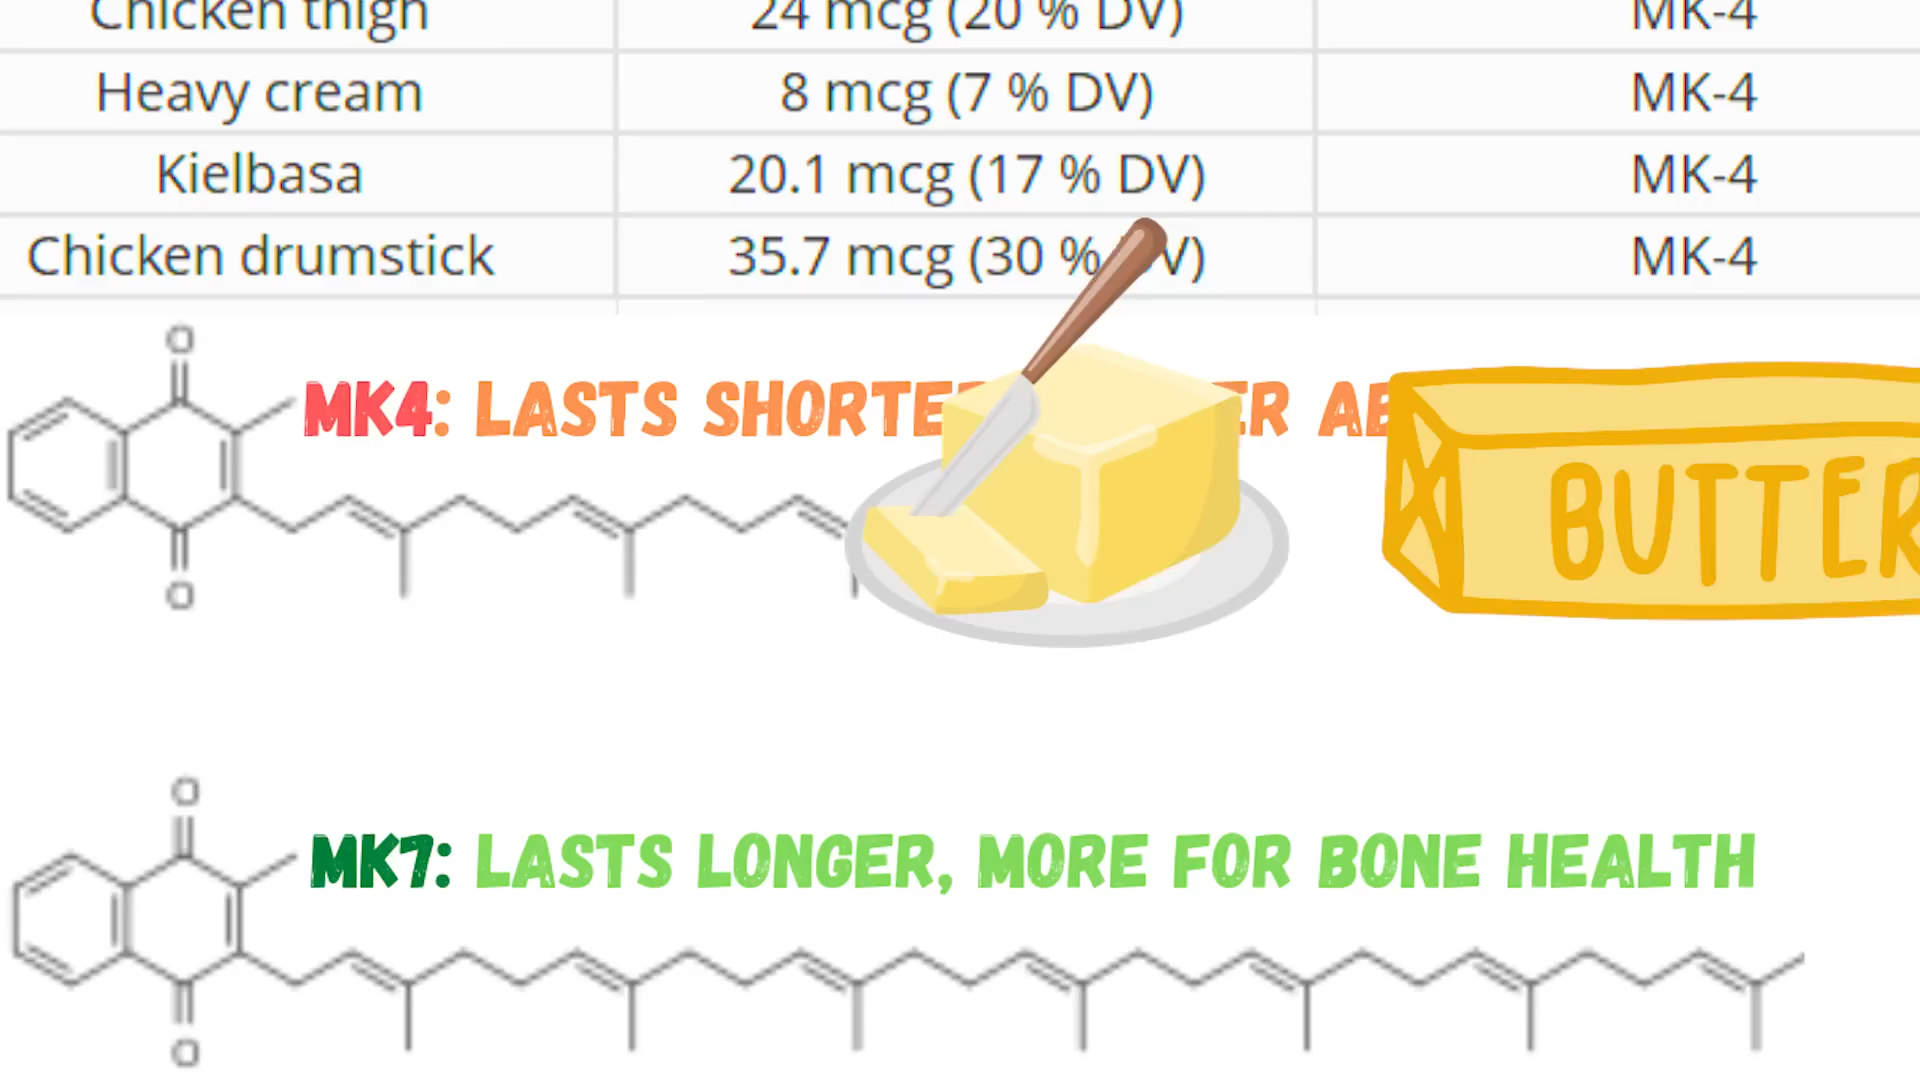 Chicken thigh 24 mcg (20 % DV) MK-4
Heavy cream 8 mcg (7 % DV) MK-4
Kielbasa 20.1 mcg (17 % DV) MK-4
Chicken drumstick 35.7 mcg (30 % V) MK-4
O
MK4: LASTS
BUTTER
O
O
MK7: LASTS LONGER, MORE FOR BONE HEALTH
O